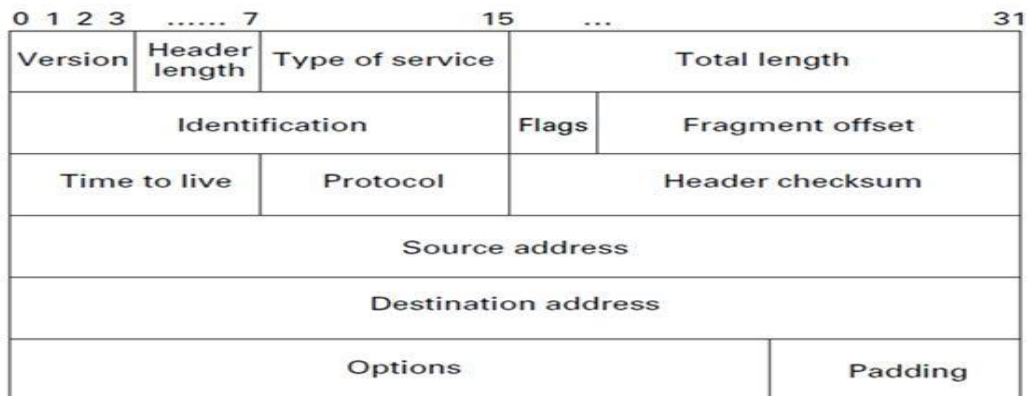 0 1 2 3 ...... 7 15 ... 31
Version Header length Type of service Total length
Identification Flags Fragment offset
Time to live Protocol Header checksum
Source address
Destination address
Options Padding